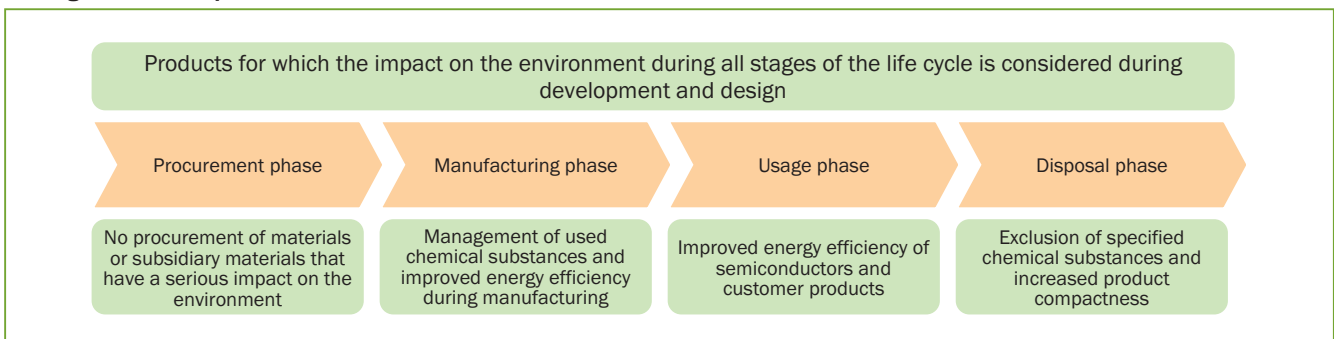 Products for which the impact on the environment during all stages of the life cycle is considered during
development and design
Procurement phase
Manufacturing phase
Usage phase
Disposal phase
No procurement of materials
or subsidiary materials that
have a serious impact on the
environment
Management of used
chemical substances and
improved energy efficiency
during manufacturing
Improved energy efficiency of
semiconductors and
customer products
Exclusion of specified
chemical substances and
increased product
compactness